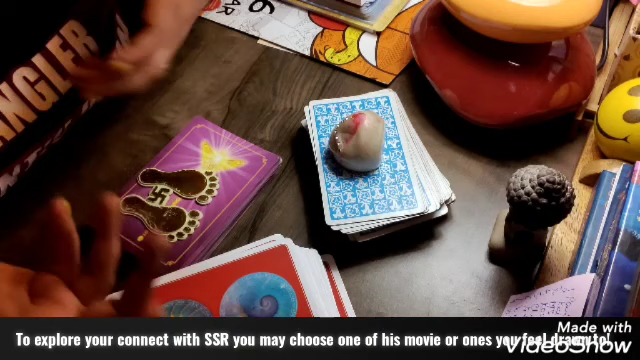 ANGLER
To explore your connect with SSR you may choose one of his movie or ones you feel drawn to!
Made with
VideoShow